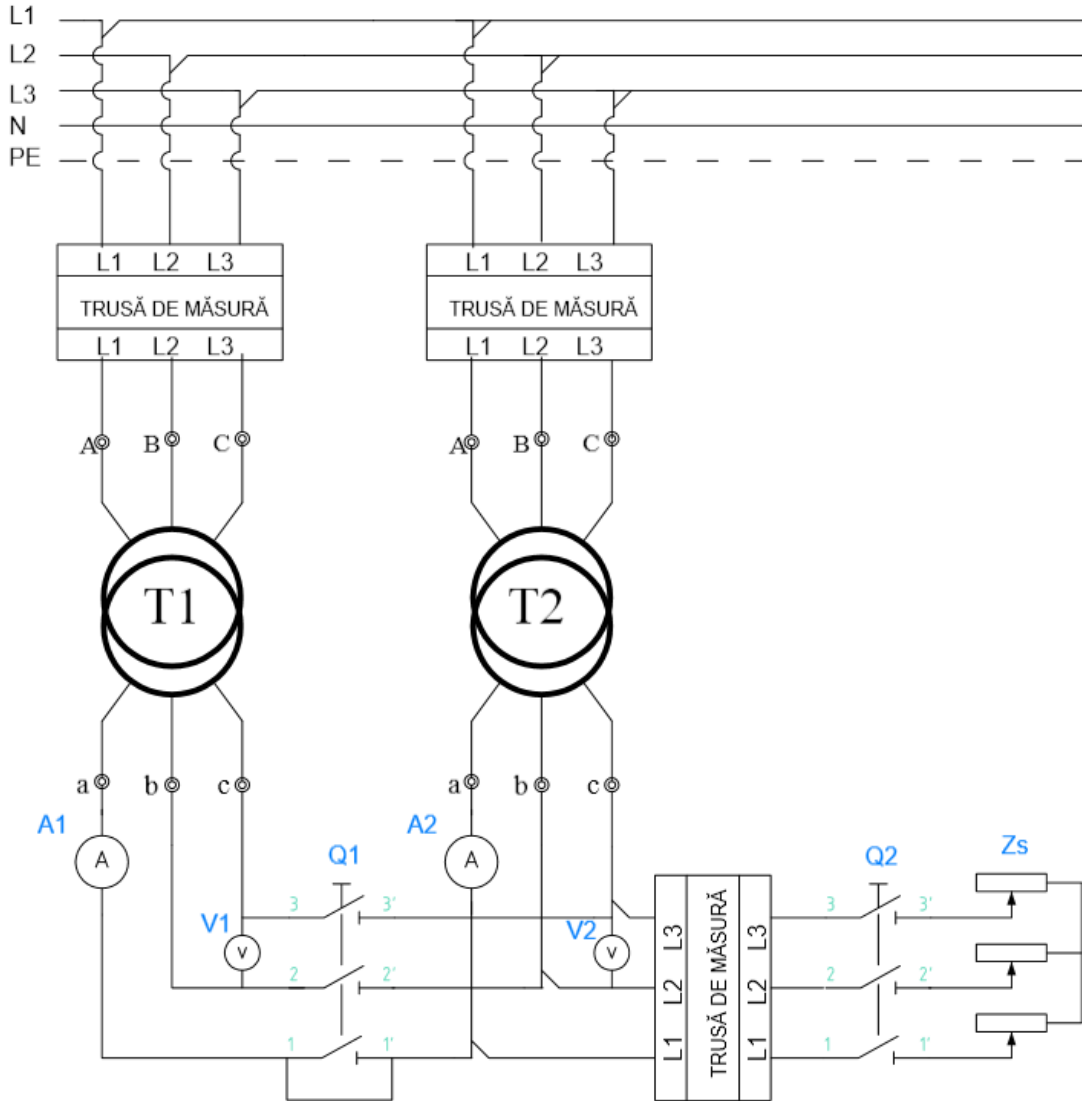 L1
L2
L3
N
PE
L1 L2 L3
TRUSĂ DE MĂSURĂ
L1 L2 L3
L1 L2 L3
TRUSĂ DE MĂSURĂ
L1 L2 L3
A B C
A B C
T1
T2
a b c
a b c
A1
A
A2
A
Q1
V1
V
3 3'
2 2'
1 1'
V2
V
L3 L2 L1
TRUSĂ DE MĂSURĂ
L3 L2 L1
Q2
3 3'
2 2'
1 1'
Zs